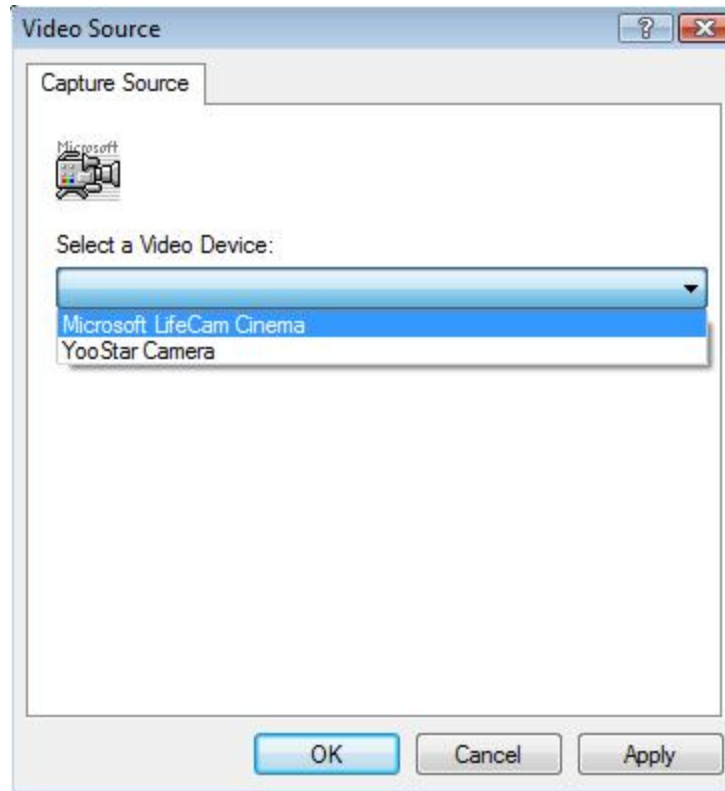 Video Source
Capture Source
Microsoft
Select a Video Device:
Microsoft LifeCam Cinema
YooStar Camera
OK Cancel Apply